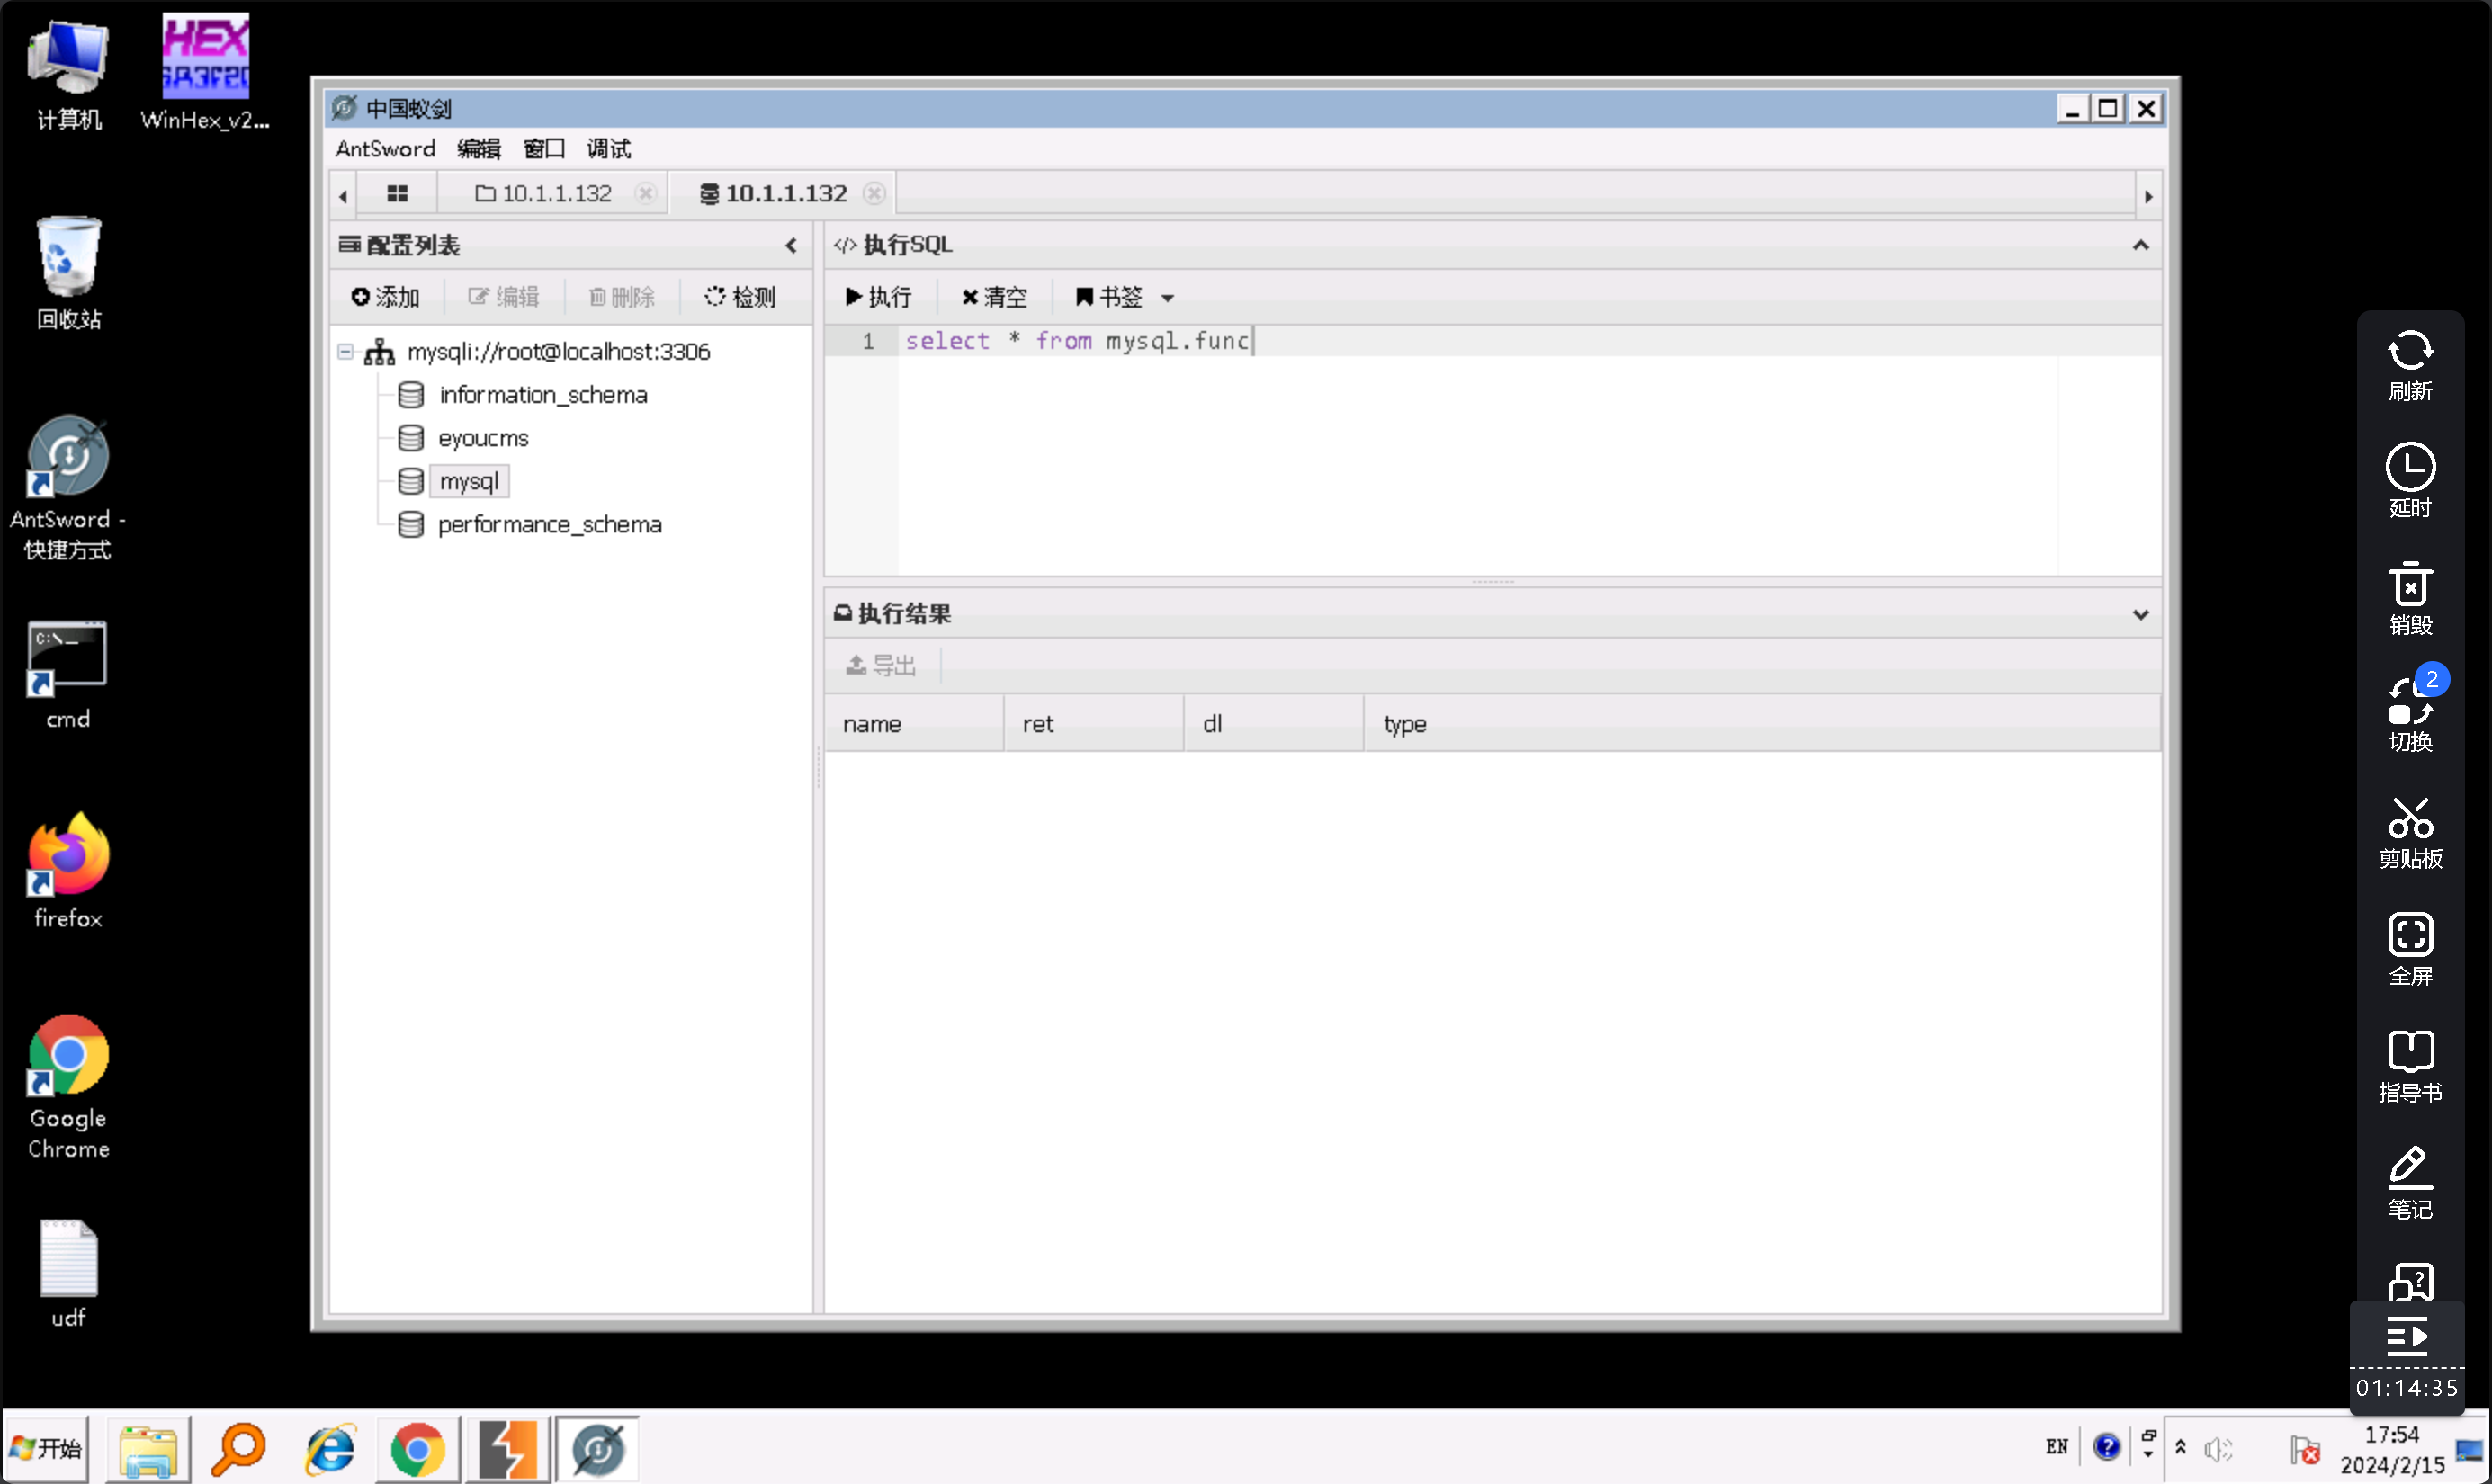 计算机
WinHex_v2...
回收站
AntSword -
快捷方式
cmd
firefox
Google
Chrome
udf
中国蚁剑
AntSword 编辑 窗口 调试
10.1.1.132 10.1.1.132
配置列表
添加 编辑 删除 检测
mysqli://root@localhost:3306
information_schema
eyoucms
mysql
performance_schema
</> 执行SQL
执行 清空 书签
1 select * from mysql.func
执行结果
导出
name ret dl type
刷新
延时
销毁
2
切换
剪贴板
全屏
指导书
笔记
01:14:35
开始
EN
17:54
2024/2/15